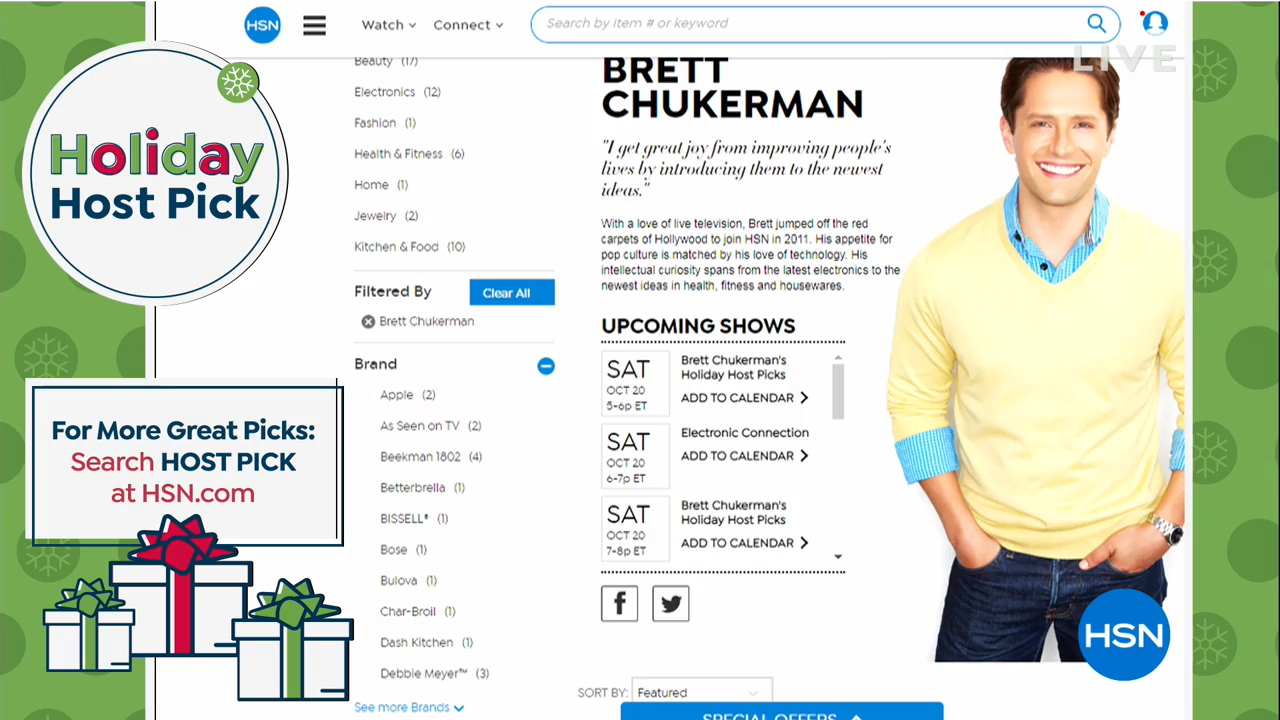 HSN
Watch
Connect
Search by item # or keyword
LIVE
Holiday
Host Pick
For More Great Picks:
Search HOST PICK
at HSN.com
Beauty (17)
Electronics (12)
Fashion (1)
Health & Fitness (6)
Home (1)
Jewelry (2)
Kitchen & Food (10)
Filtered By
Clear All
Brett Chukerman
Brand
Apple (2)
As Seen on TV (2)
Beekman 1802 (4)
Betterbrella (1)
BISSELL® (1)
Bose (1)
Bulova (1)
Char-Broil (1)
Dash Kitchen (1)
Debbie Meyer™ (3)
See more Brands
BRETT
CHUKERMAN
"I get great joy from improving people's
lives by introducing them to the newest
ideas."
With a love of live television, Brett jumped off the red
carpets of Hollywood to join HSN in 2011. His appetite for
pop culture is matched by his love of technology. His
intellectual curiosity spans from the latest electronics to the
newest ideas in health, fitness and housewares.
UPCOMING SHOWS
SAT
OCT 20
5-6p ET
Brett Chukerman's
Holiday Host Picks
ADD TO CALENDAR
SAT
OCT 20
6-7p ET
Electronic Connection
ADD TO CALENDAR
SAT
OCT 20
7-8p ET
Brett Chukerman's
Holiday Host Picks
ADD TO CALENDAR
SORT BY: Featured
SPECIAL OFFERS
HSN